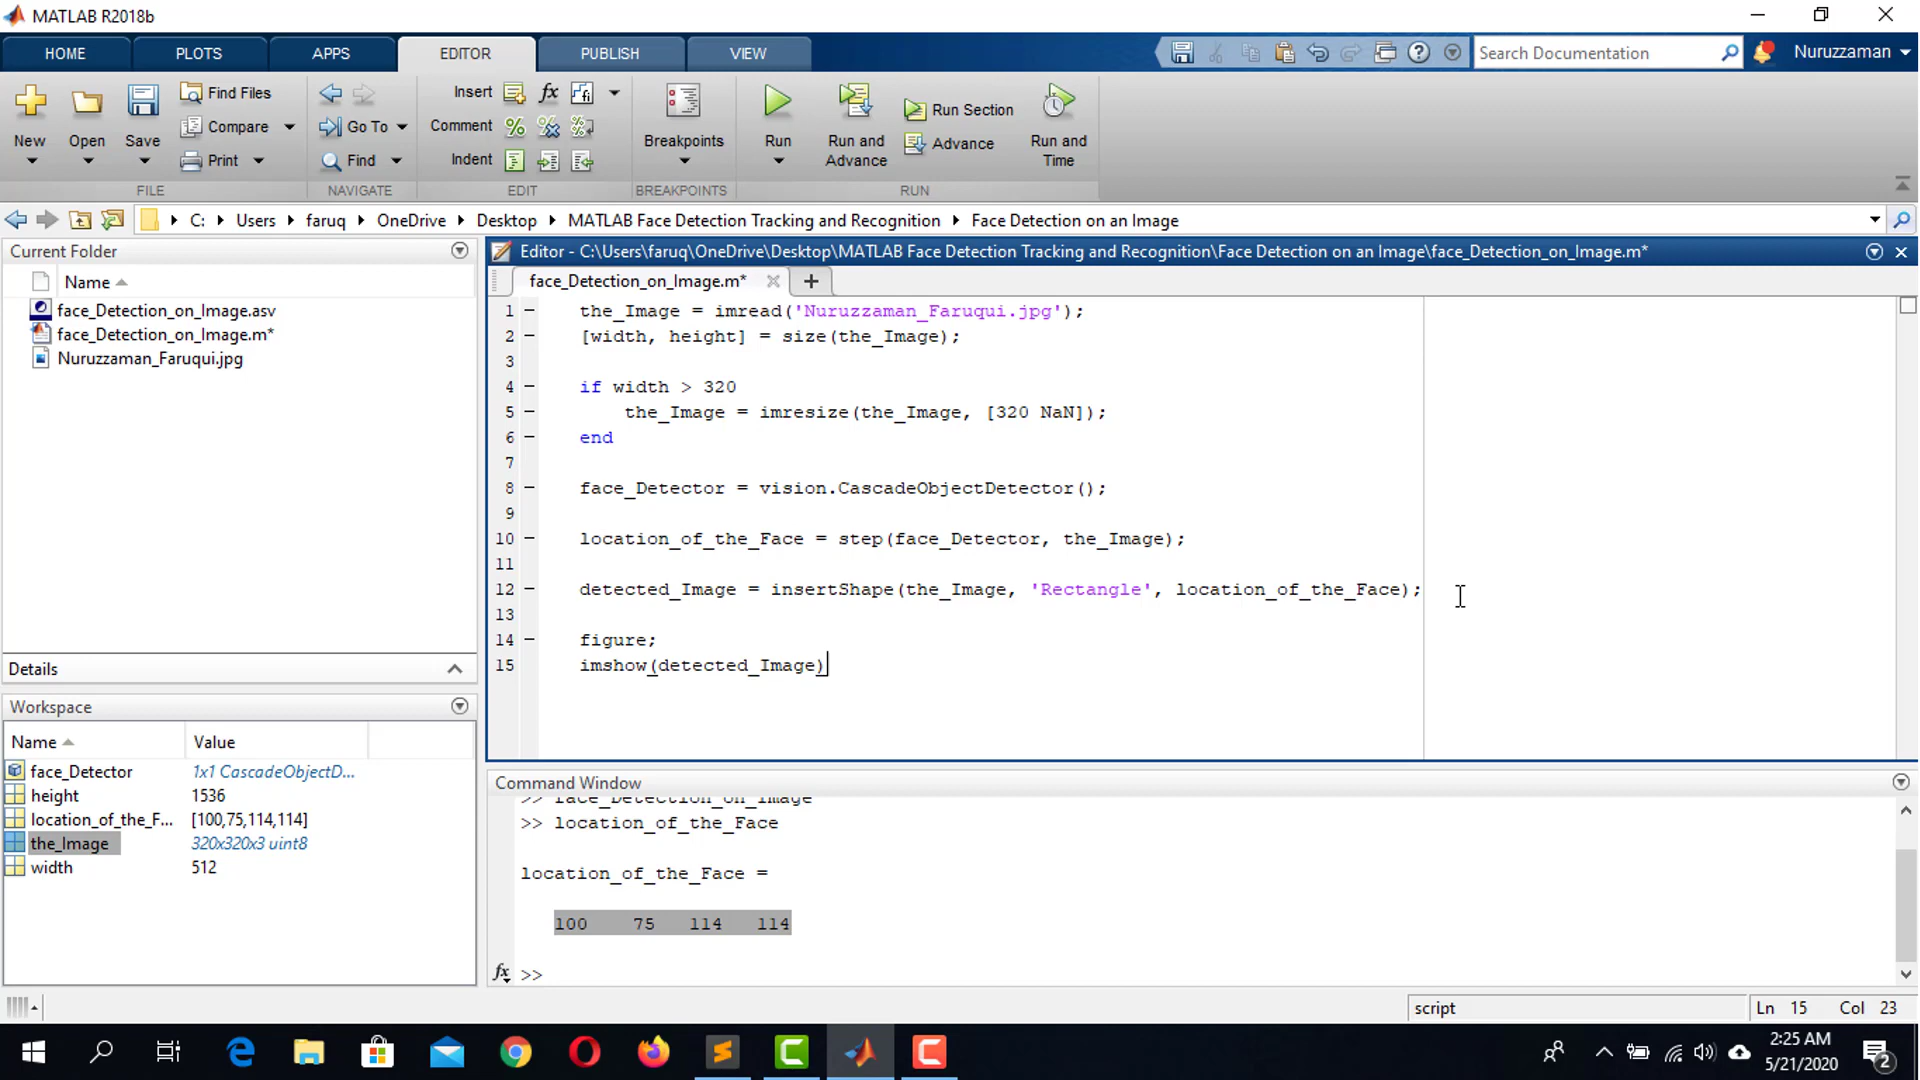 MATLAB R2018b
HOME PLOTS APPS EDITOR PUBLISH VIEW Search Documentation Nuruzzaman
New Open Save Find Files Compare Print Go To Find Insert Comment Indent Breakpoints Run Run and Advance Run Section Advance Run and Time
FILE NAVIGATE EDIT BREAKPOINTS RUN
C: Users faruq OneDrive Desktop MATLAB Face Detection Tracking and Recognition Face Detection on an Image
Current Folder
Name
face_Detection_on_Image.asv
face_Detection_on_Image.m*
Nuruzzaman_Faruqui.jpg
Details
Workspace
Name Value
face_Detector 1x1 CascadeObjectD...
height 1536
location_of_the_F... [100,75,114,114]
the_Image 320x320x3 uint8
width 512
Editor - C:\Users\faruq\OneDrive\Desktop\MATLAB Face Detection Tracking and Recognition\Face Detection on an Image\face_Detection_on_Image.m*
face_Detection_on_Image.m*
1 the_Image = imread('Nuruzzaman_Faruqui.jpg');
2 [width, height] = size(the_Image);
3
4 if width > 320
5 the_Image = imresize(the_Image, [320 NaN]);
6 end
7
8 face_Detector = vision.CascadeObjectDetector();
9
10 location_of_the_Face = step(face_Detector, the_Image);
11
12 detected_Image = insertShape(the_Image, 'Rectangle', location_of_the_Face);
13
14 figure;
15 imshow(detected_Image)
Command Window
>> face_Detection_on_Image
>> location_of_the_Face
location_of_the_Face =
100 75 114 114
fx >>
script Ln 15 Col 23
2:25 AM
5/21/2020
2